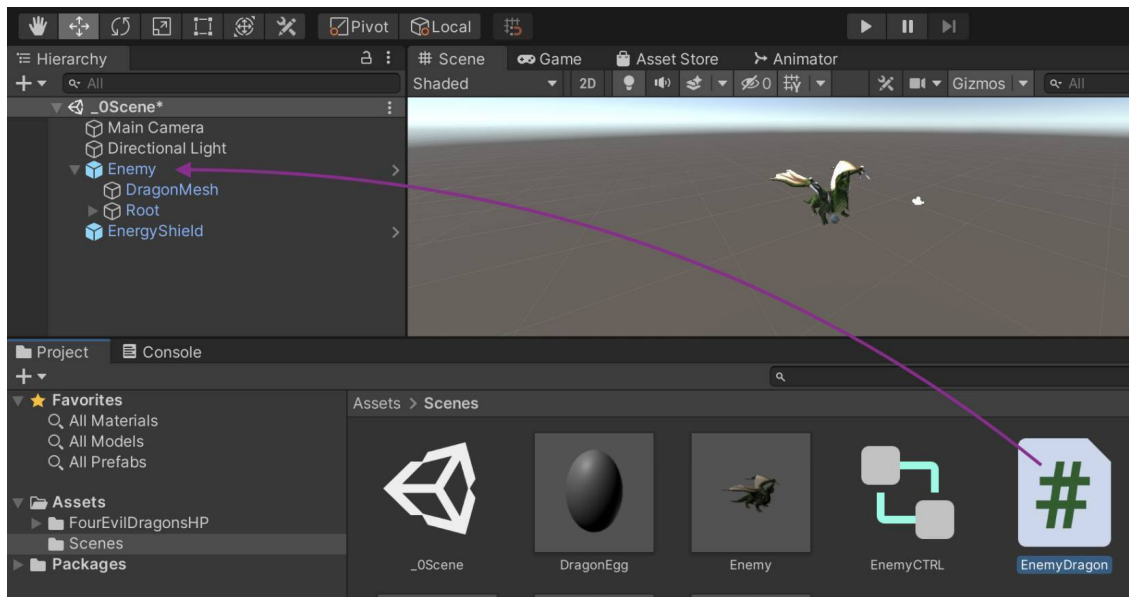 Pivot Local
Hierarchy
# Scene Game Asset Store Animator
All
Shaded 2D 0 Gizmos All
_0Scene*
Main Camera
Directional Light
Enemy
DragonMesh
Root
EnergyShield
Project Console
Favorites
All Materials
All Models
All Prefabs
Assets
FourEvilDragonsHP
Scenes
Packages
Assets > Scenes
#
_0Scene DragonEgg Enemy EnemyCTRL EnemyDragon